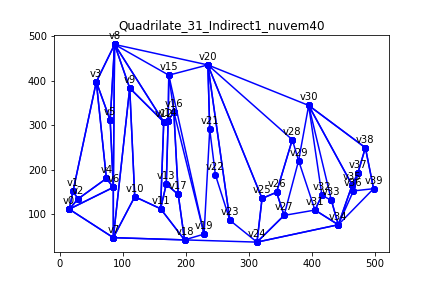 Quadrilate_31_Indirect1_nuvem40
500
400
300
200
100
0
100
200
300
400
500
v8
v20
v15
v3
v9
v30
v16
v5
v21
v28
v38
v29
v37
v4
v6
v22
v13
v17
v1
v2
v10
v11
v25
v26
v33
v39
v36
v27
v31
v23
v7
v18
v19
v24
v34